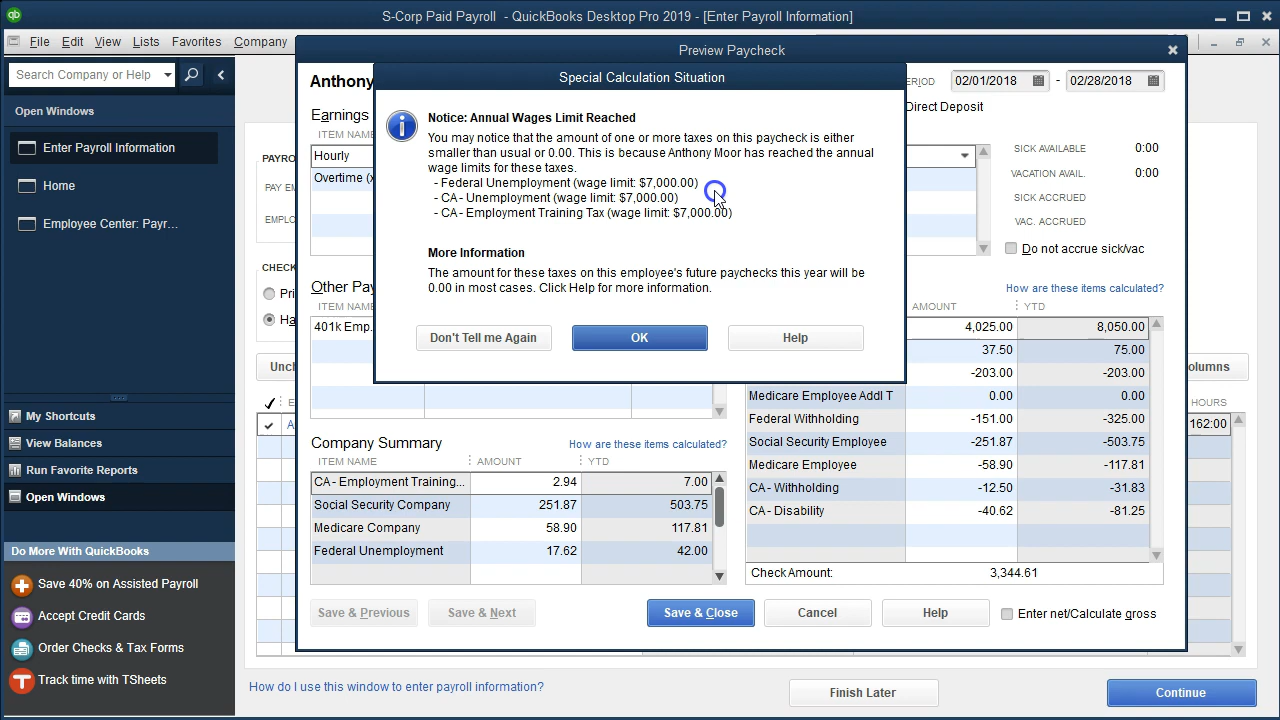 S-Corp Paid Payroll - QuickBooks Desktop Pro 2019 - [Enter Payroll Information]
File Edit View Lists Favorites Company
Search Company or Help
Open Windows
Enter Payroll Information
Home
Employee Center: Payr...
My Shortcuts
View Balances
Run Favorite Reports
Open Windows
Do More With QuickBooks
Save 40% on Assisted Payroll
Accept Credit Cards
Order Checks & Tax Forms
Track time with TSheets
Preview Paycheck
Anthony
02/01/2018 - 02/28/2018
Direct Deposit
Earnings
ITEM NAME
Hourly
Overtime (x
SICK AVAILABLE 0:00
VACATION AVAIL. 0:00
SICK ACCRUED
VAC. ACCRUED
Do not accrue sick/vac
Special Calculation Situation
Notice: Annual Wages Limit Reached
You may notice that the amount of one or more taxes on this paycheck is either
smaller than usual or 0.00. This is because Anthony Moor has reached the annual
wage limits for these taxes.
- Federal Unemployment (wage limit: $7,000.00)
- CA - Unemployment (wage limit: $7,000.00)
- CA - Employment Training Tax (wage limit: $7,000.00)
More Information
The amount for these taxes on this employee's future paychecks this year will be
0.00 in most cases. Click Help for more information.
Don't Tell me Again OK Help
Other Pay
ITEM NAME
401k Emp.
How are these items calculated?
AMOUNT YTD
4,025.00 8,050.00
37.50 75.00
-203.00 -203.00
Medicare Employee Addl T 0.00 0.00
Federal Withholding -151.00 -325.00
Social Security Employee -251.87 -503.75
Medicare Employee -58.90 -117.81
CA - Withholding -12.50 -31.83
CA - Disability -40.62 -81.25
Check Amount: 3,344.61
Company Summary How are these items calculated?
ITEM NAME AMOUNT YTD
CA - Employment Training... 2.94 7.00
Social Security Company 251.87 503.75
Medicare Company 58.90 117.81
Federal Unemployment 17.62 42.00
Save & Previous Save & Next Save & Close Cancel Help Enter net/Calculate gross
HOURS
162:00
How do I use this window to enter payroll information?
Finish Later Continue